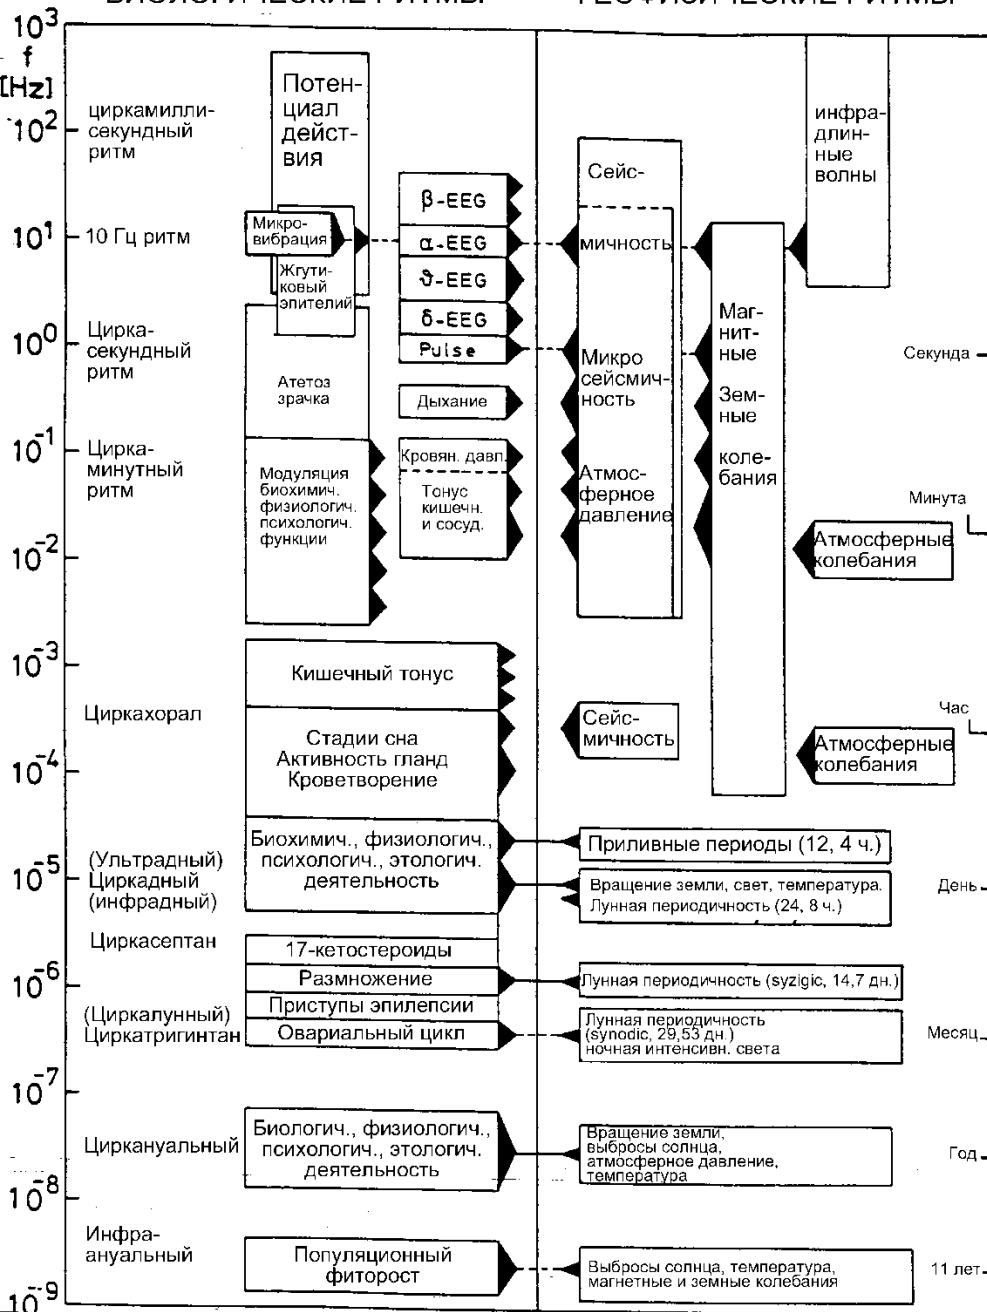 БИОЛОГИЧЕСКИЕ РИТМЫ
ГЕОФИЗИЧЕСКИЕ РИТМЫ
10³
f
[Hz]
10²
10¹
10⁰
10⁻¹
10⁻²
10⁻³
10⁻⁴
10⁻⁵
10⁻⁶
10⁻⁷
10⁻⁸
10⁻⁹
циркамилли-
секундный
ритм
10 Гц ритм
Цирка-
секундный
ритм
Цирка-
минутный
ритм
Циркахорал
(Ультрадный)
Циркадный
(инфрадный)
Циркасептан
(Циркалунный)
Циркатригинтан
Циркануальный
Инфра-
ануальный
Потен-
циал
дейст-
вия
Микро-
вибрация
Жгути-
ковый
эпителий
Атетоз
зрачка
Модуляция
биохимич.
физиологич.
психологич.
функции
β-EEG
α-EEG
ϑ-EEG
δ-EEG
Pulse
Дыхание
Кровян. давл.
Тонус
кишечн.
и сосуд.
Кишечный тонус
Стадии сна
Активность гланд
Кроветворение
Биохимич., физиологич.,
психологич., этологич.
деятельность
17-кетостероиды
Размножение
Приступы эпилепсии
Овариальный цикл
Биологич., физиологич.,
психологич., этологич.
деятельность
Популяционный
фиторост
Сейс-
мичность
Микро
сейсмич-
ность
Атмос-
ферное
давление
Маг-
нит-
ные
Зем-
ные
коле-
бания
инфра-
длин-
ные
волны
Атмосферные
колебания
Сейс-
мичность
Атмосферные
колебания
Приливные периоды (12, 4 ч.)
Вращение земли, свет, температура.
Лунная периодичность (24, 8 ч.)
Лунная периодичность (syzigic, 14,7 дн.)
Лунная периодичность
(synodic, 29,53 дн.)
ночная интенсивн. света
Вращение земли,
выбросы солнца,
атмосферное давление,
температура
Выбросы солнца, температура,
магнетные и земные колебания
Секунда
Минута
Час
День
Месяц
Год
11 лет